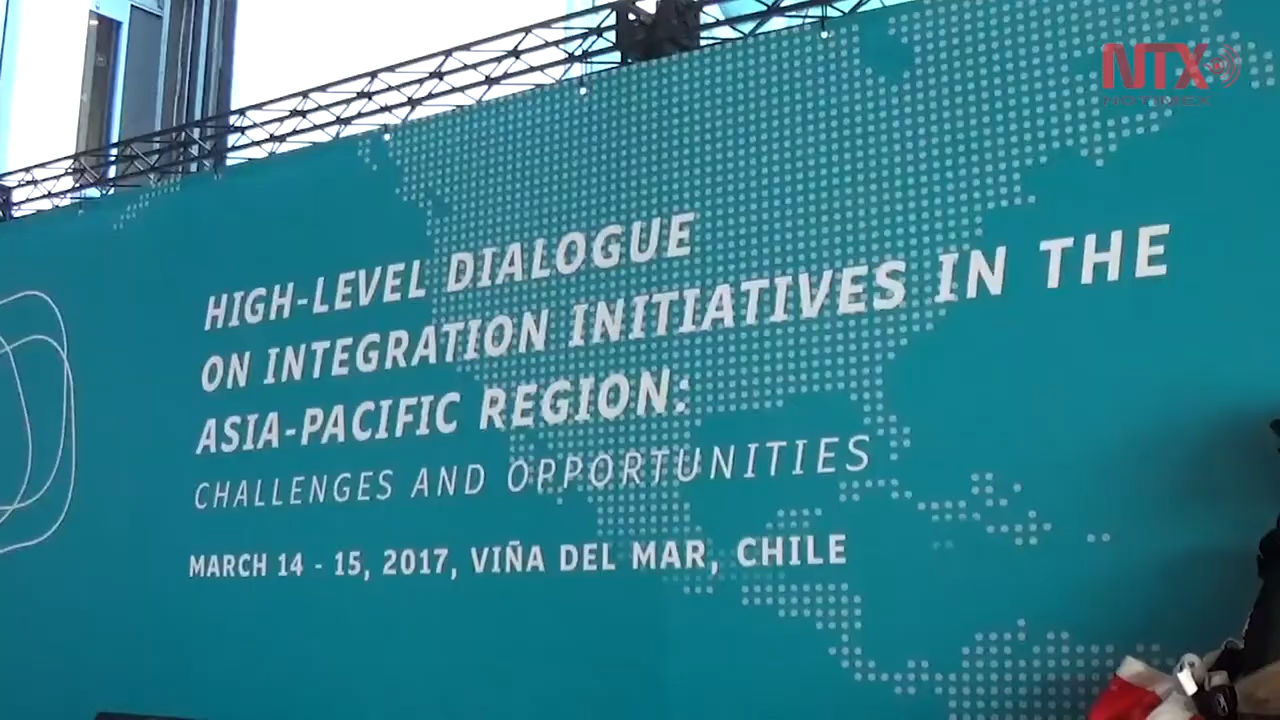 NTX
NOTIMEX
HIGH-LEVEL DIALOGUE
ON INTEGRATION INITIATIVES IN THE
ASIA-PACIFIC REGION:
CHALLENGES AND OPPORTUNITIES
MARCH 14 - 15, 2017, VIÑA DEL MAR, CHILE